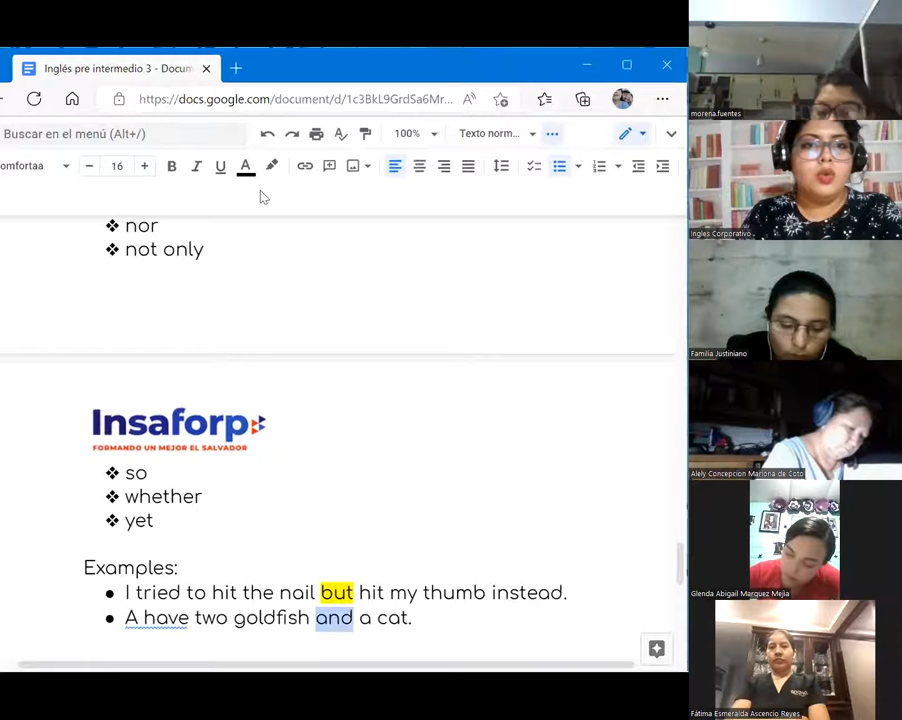 Inglés pre intermedio 3 - Docum
https://docs.google.com/document/d/1c3BkL9GrdSa6Mr...
Buscar en el menú (Alt+/)
100%
Texto norm...
omfortaa
16
B I U A
❖ nor
❖ not only
Insaforp
FORMANDO UN MEJOR EL SALVADOR
❖ so
❖ whether
❖ yet
Examples:
● I tried to hit the nail but hit my thumb instead.
● A have two goldfish and a cat.
morena.fuentes
Ingles Corporativo
Familia Justiniano
Alely Concepcion Mariona de Coto
Glenda Abigail Marquez Mejia
Fátima Esmeralda Ascencio Reyes